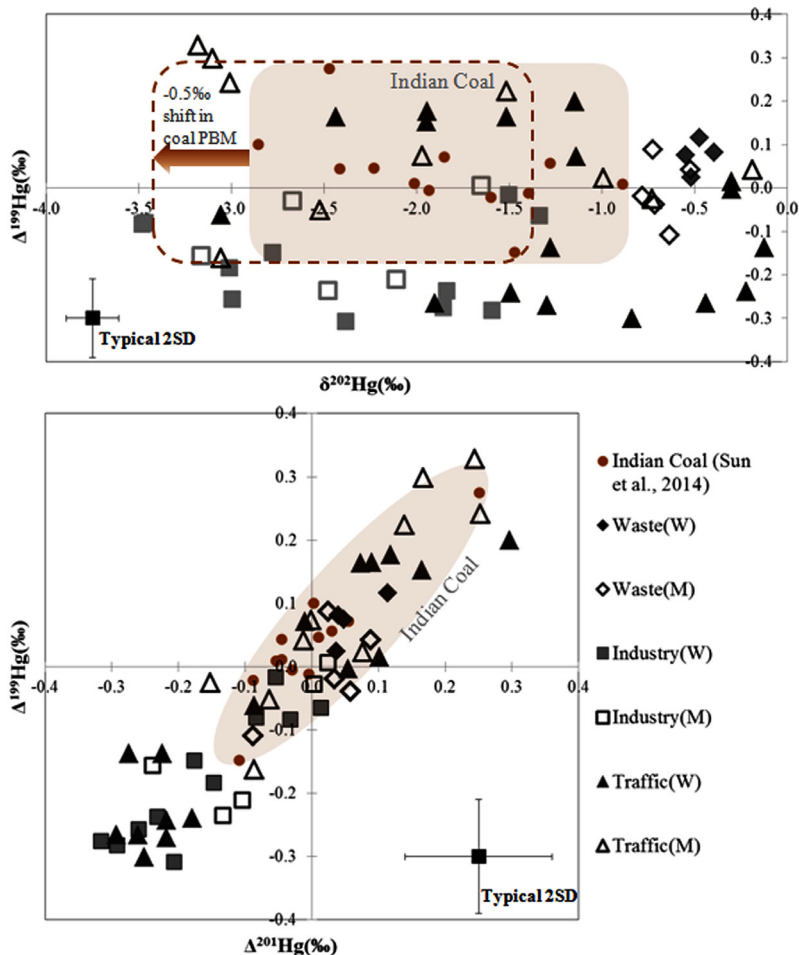 0.4
0.3
0.2
0.1
0.0
-0.1
-0.2
-0.3
-0.4
-4.0
-3.5
-3.0
-2.5
-2.0
-1.5
-1.0
-0.5
0.0
Δ¹⁹⁹Hg(‰)
δ²⁰²Hg(‰)
-0.5‰
shift in
coal PBM
Indian Coal
Typical 2SD
0.4
0.3
0.2
0.1
0.0
-0.1
-0.2
-0.3
-0.4
-0.4
-0.3
-0.2
-0.1
0.1
0.2
0.3
0.4
Δ¹⁹⁹Hg(‰)
Δ²⁰¹Hg(‰)
Indian Coal
Typical 2SD
Indian Coal (Sun
et al., 2014)
Waste(W)
Waste(M)
Industry(W)
Industry(M)
Traffic(W)
Traffic(M)